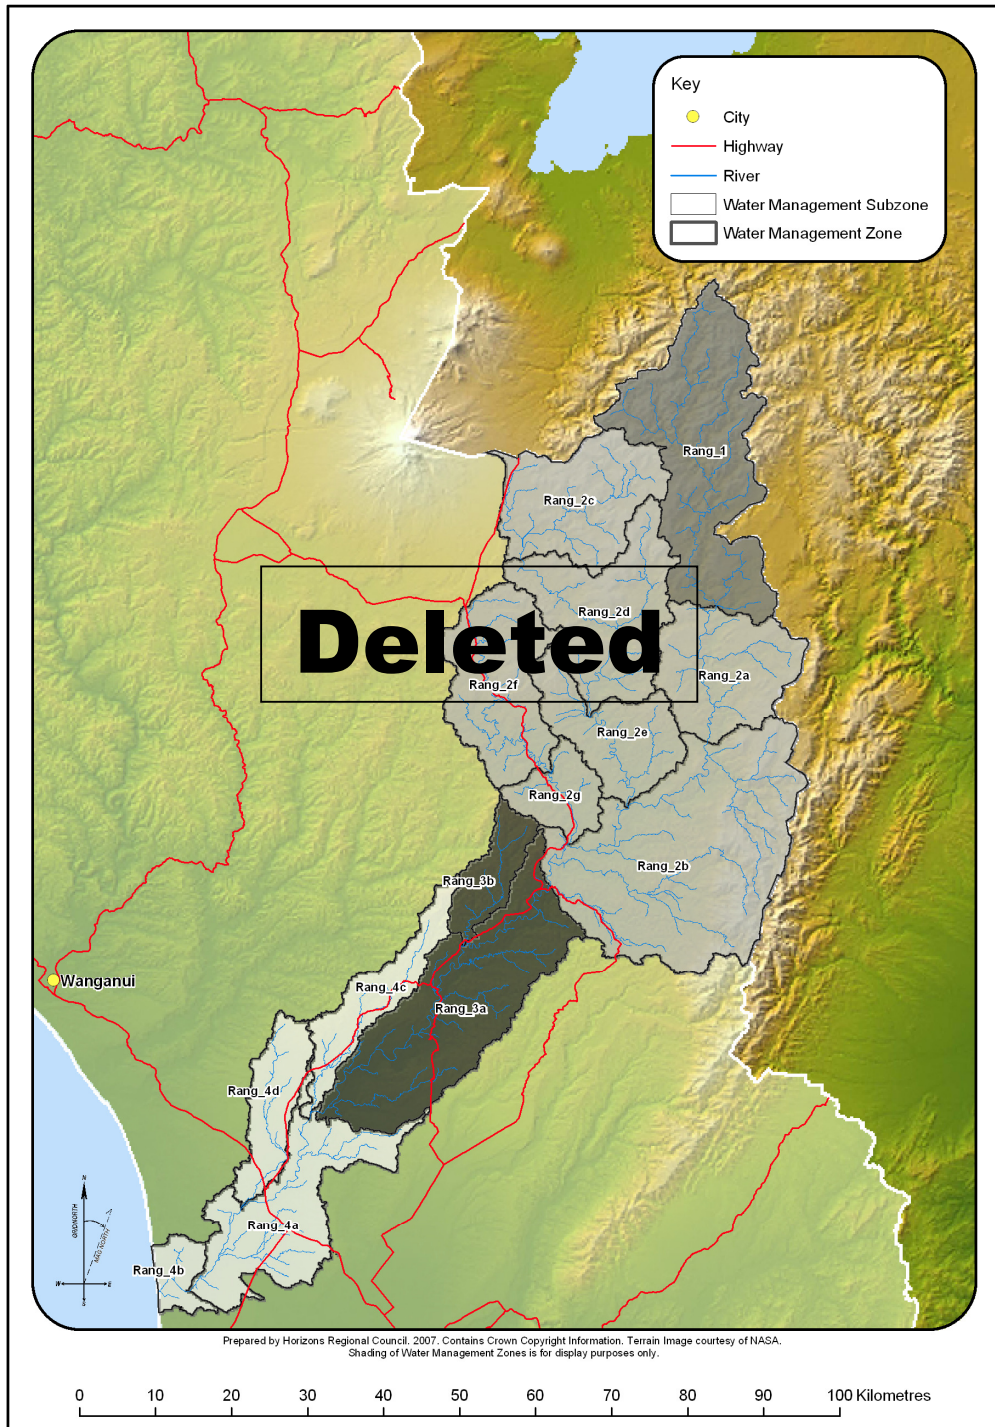 Key
City
Highway
River
Water Management Subzone
Water Management Zone
Rang_1
Rang_2c
Rang_2d
Deleted
Rang_2a
Rang_2f
Rang_2e
Rang_2g
Rang_2b
Rang_3b
Wanganui
Rang_4c
Rang_3a
Rang_4d
N
GRIDNORTH
MAG NORTH
W
E
S
Rang_4a
Rang_4b
Prepared by Horizons Regional Council. 2007. Contains Crown Copyright Information. Terrain Image courtesy of NASA.
Shading of Water Management Zones is for display purposes only.
0 10 20 30 40 50 60 70 80 90 100 Kilometres